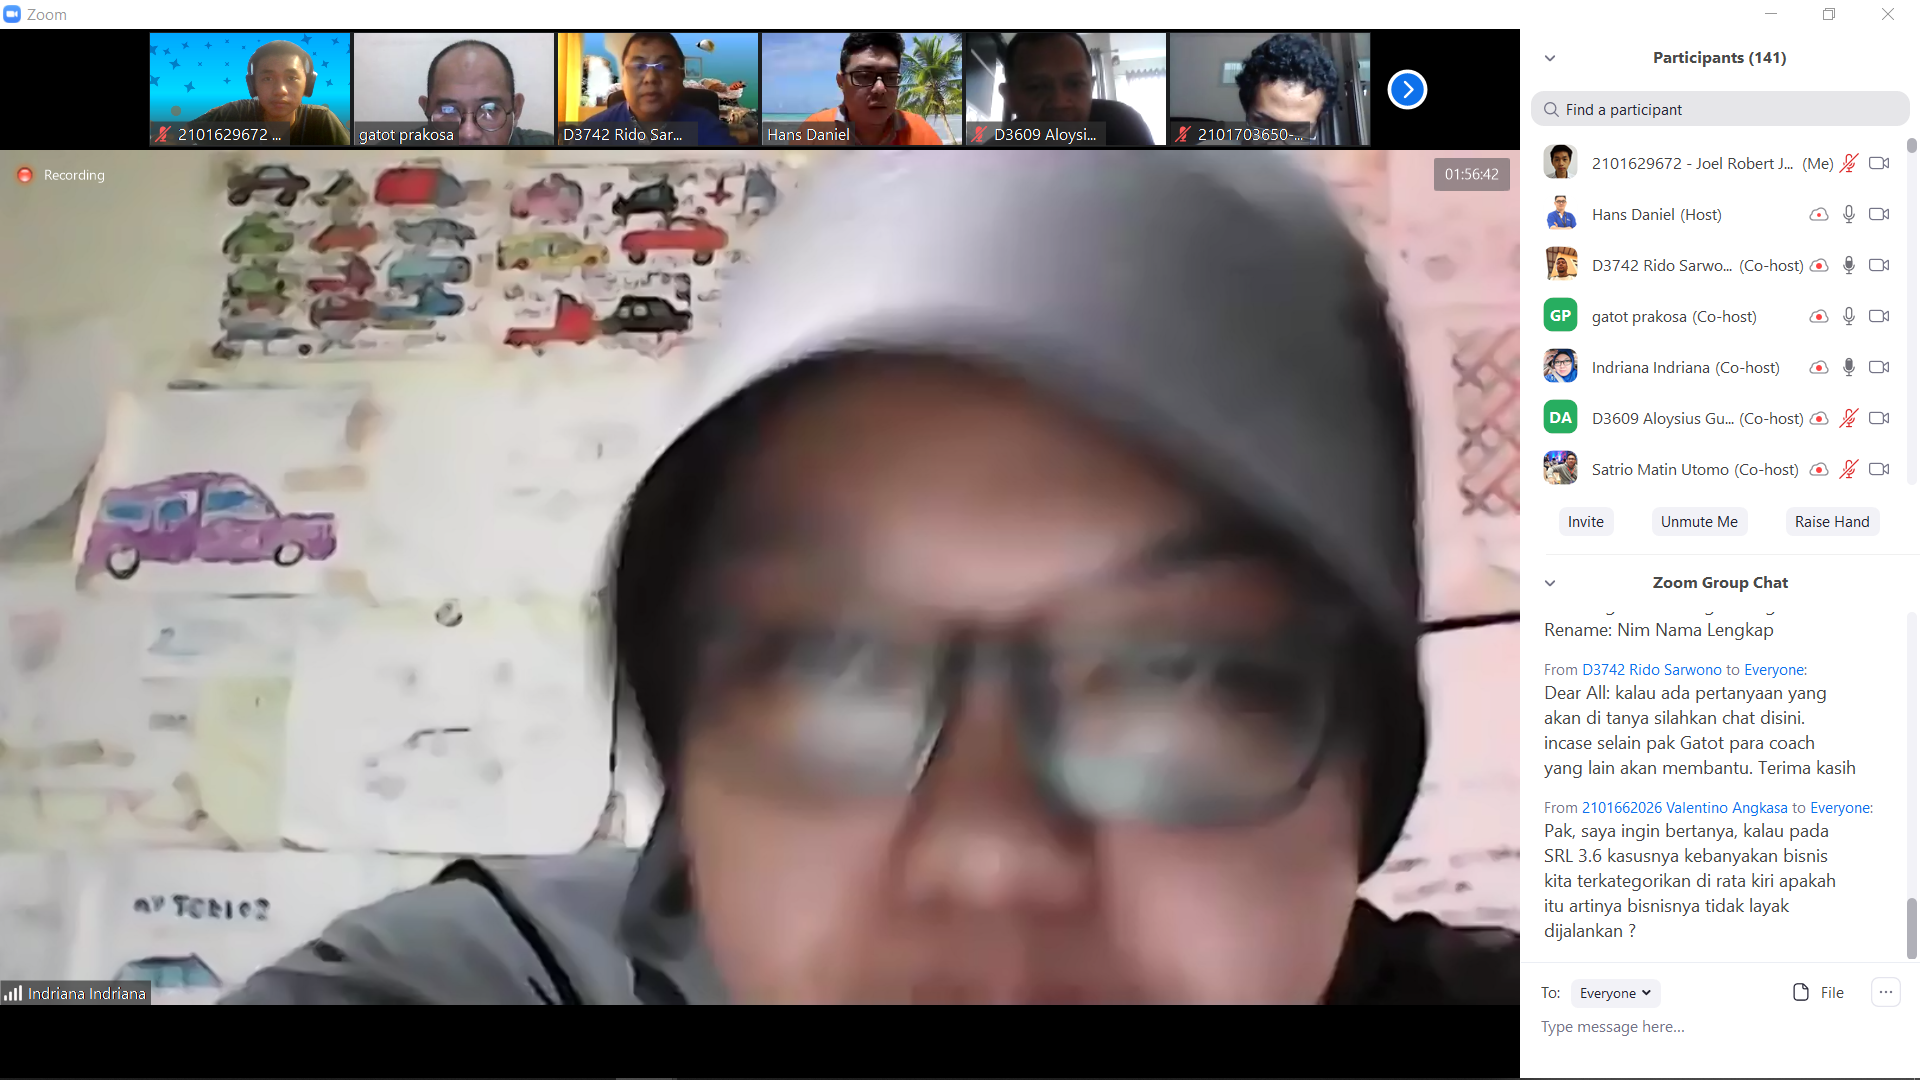 Zoom
2101629672 ...
gatot prakosa
D3742 Rido Sar...
Hans Daniel
D3609 Aloysi...
2101703650-...
Recording
01:56:42
Indriana Indriana
Participants (141)
Find a participant
2101629672 - Joel Robert J... (Me)
Hans Daniel (Host)
D3742 Rido Sarwo... (Co-host)
GP
gatot prakosa (Co-host)
Indriana Indriana (Co-host)
DA
D3609 Aloysius Gu... (Co-host)
Satrio Matin Utomo (Co-host)
Invite
Unmute Me
Raise Hand
Zoom Group Chat
Rename: Nim Nama Lengkap
From D3742 Rido Sarwono to Everyone:
Dear All: kalau ada pertanyaan yang
akan di tanya silahkan chat disini.
incase selain pak Gatot para coach
yang lain akan membantu. Terima kasih
From 2101662026 Valentino Angkasa to Everyone:
Pak, saya ingin bertanya, kalau pada
SRL 3.6 kasusnya kebanyakan bisnis
kita terkategorikan di rata kiri apakah
itu artinya bisnisnya tidak layak
dijalankan ?
To: Everyone
File
...
Type message here...